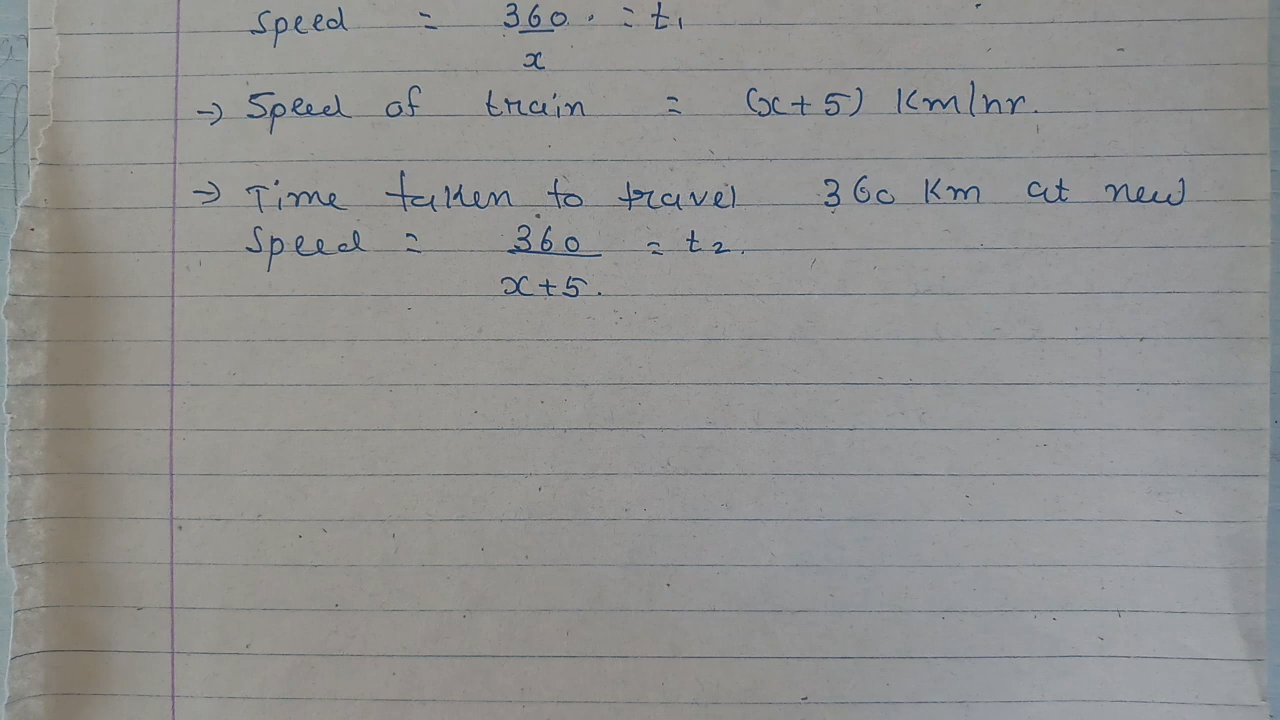 Speed = 360 = t1
x
→ Speed of train = (x+5) Km/hr.
→ Time taken to travel 360 Km at new
Speed = 360 = t2.
x+5.